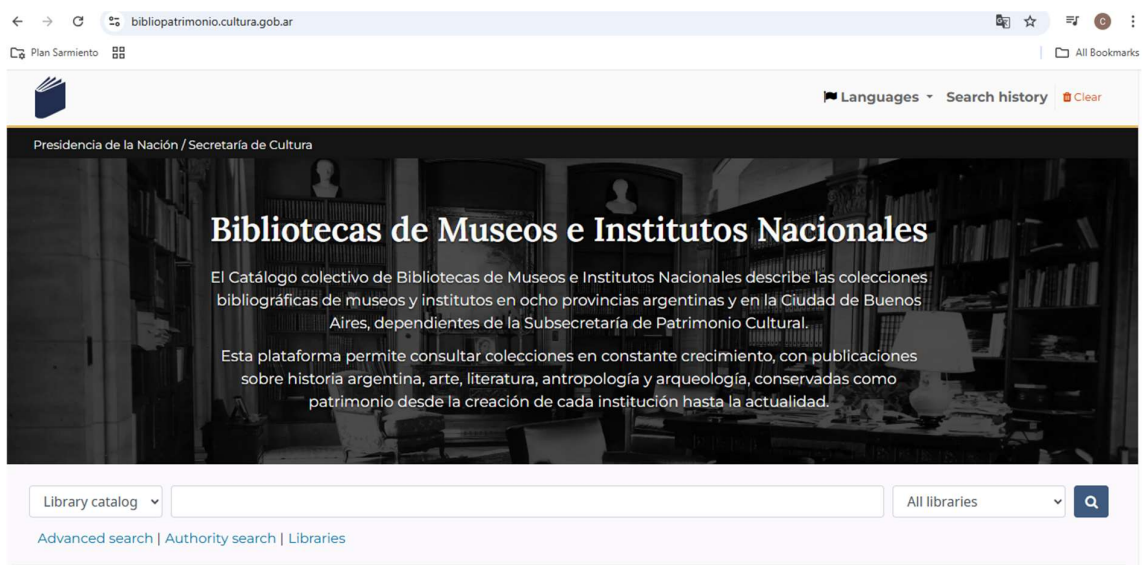 bibliopatrimonio.cultura.gob.ar
Plan Sarmiento
All Bookmarks
Languages Search history Clear
Presidencia de la Nación / Secretaría de Cultura
Bibliotecas de Museos e Institutos Nacionales
El Catálogo colectivo de Bibliotecas de Museos e Institutos Nacionales describe las colecciones
bibliográficas de museos y institutos en ocho provincias argentinas y en la Ciudad de Buenos
Aires, dependientes de la Subsecretaría de Patrimonio Cultural.
Esta plataforma permite consultar colecciones en constante crecimiento, con publicaciones
sobre historia argentina, arte, literatura, antropología y arqueología, conservadas como
patrimonio desde la creación de cada institución hasta la actualidad.
Library catalog All libraries
Advanced search | Authority search | Libraries